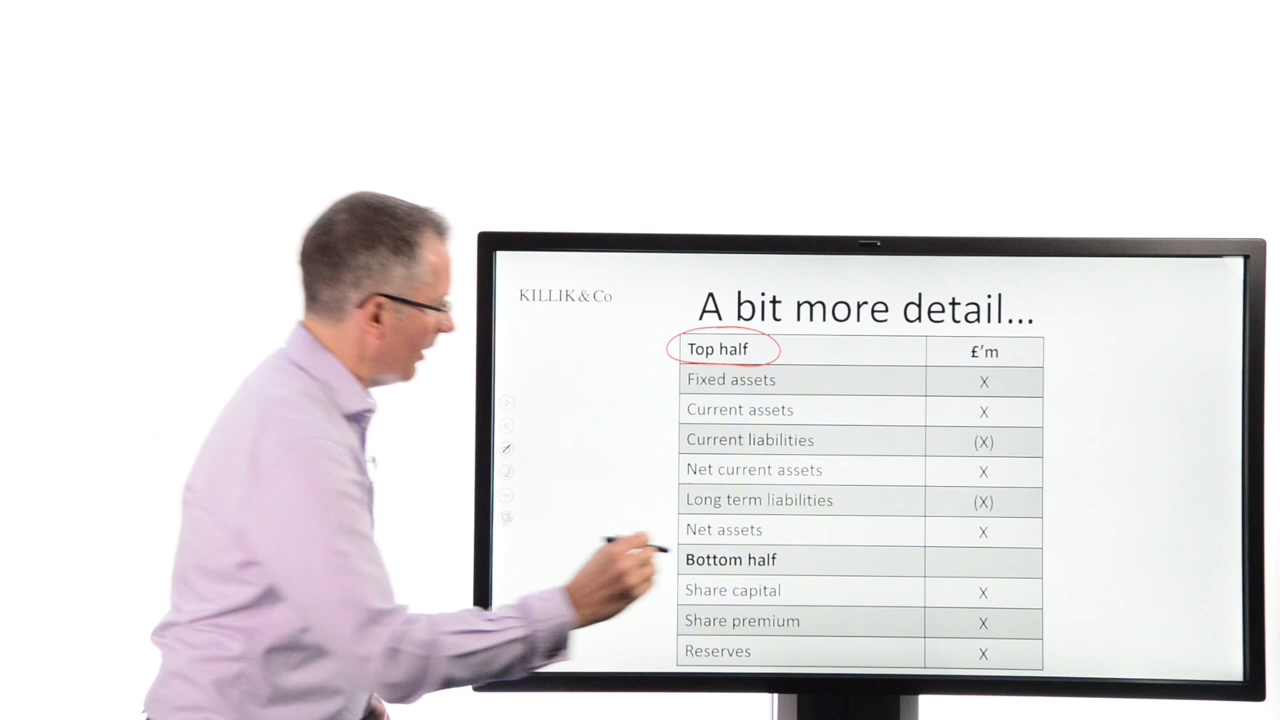 KILLIK & Co
A bit more detail...
Top half £'m
Fixed assets X
Current assets X
Current liabilities (X)
Net current assets X
Long term liabilities (X)
Net assets X
Bottom half
Share capital X
Share premium X
Reserves X